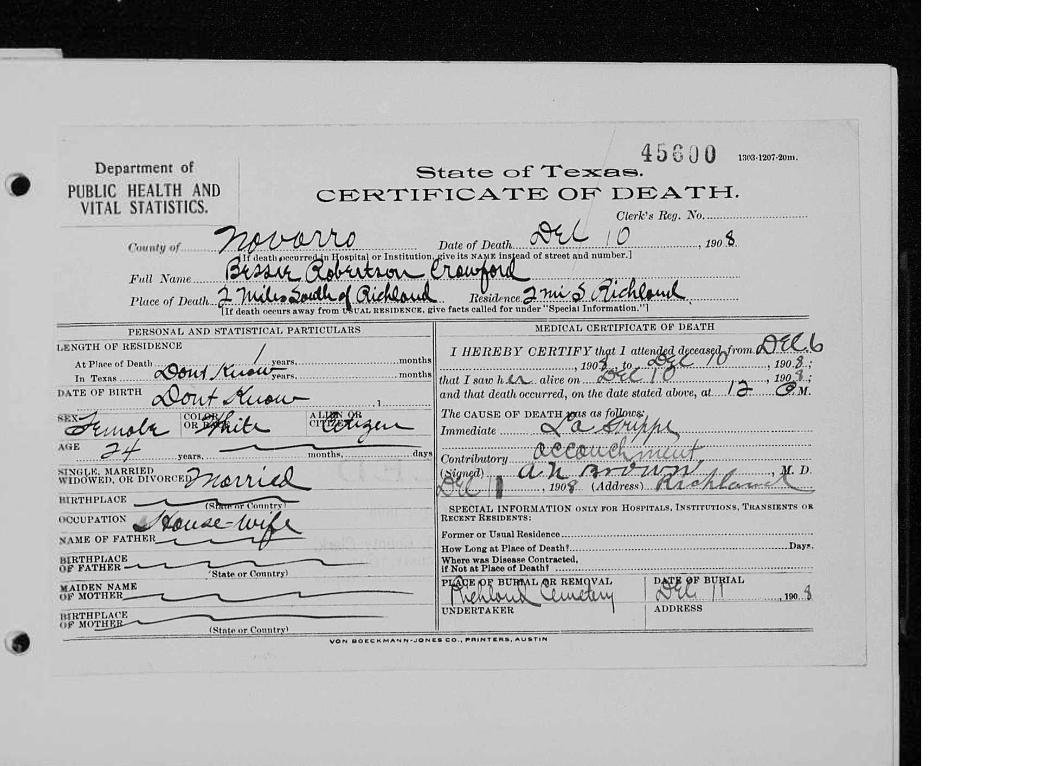 45600 1303-1207-20m.
Department of
PUBLIC HEALTH AND
VITAL STATISTICS.
State of Texas.
CERTIFICATE OF DEATH.
Clerk's Reg. No.
County of Novarro Date of Death Dec 10, 1908
[If death occurred in Hospital or Institution, give its NAME instead of street and number.]
Full Name Bessie Robertson Crawford
Place of Death 2 Miles South of Richland Residence 2 mi S Richland
[If death occurs away from USUAL RESIDENCE, give facts called for under "Special Information."]
PERSONAL AND STATISTICAL PARTICULARS
LENGTH OF RESIDENCE
At Place of Death 1 years, months
In Texas Dont Know years, months
DATE OF BIRTH Dont Know , 1
SEX Female COLOR OR RACE White ALIEN OR CITIZEN Citizen
AGE 24 years, months, days
SINGLE, MARRIED
WIDOWED, OR DIVORCED Married
BIRTHPLACE
(State or Country)
OCCUPATION House-wife
NAME OF FATHER
BIRTHPLACE
OF FATHER
(State or Country)
MAIDEN NAME
OF MOTHER
BIRTHPLACE
OF MOTHER
(State or Country)
MEDICAL CERTIFICATE OF DEATH
I HEREBY CERTIFY that I attended deceased from Dec. 6
, 1908, to Dec 10, 1908;
that I saw her alive on Dec 10, 1908;
and that death occurred, on the date stated above, at 12 P.M.
The CAUSE OF DEATH was as follows:
Immediate La Grippe
Contributory accouchment
(Signed) A. N. Brown, M. D.
Dec 11, 1908 (Address) Richland
SPECIAL INFORMATION ONLY FOR HOSPITALS, INSTITUTIONS, TRANSIENTS OR
RECENT RESIDENTS:
Former or Usual Residence
How Long at Place of Death? Days.
Where was Disease Contracted,
if Not at Place of Death?
PLACE OF BURIAL OR REMOVAL DATE OF BURIAL
Richland Cemetery Dec 11, 1908
UNDERTAKER ADDRESS
VON BOECKMANN-JONES CO., PRINTERS, AUSTIN